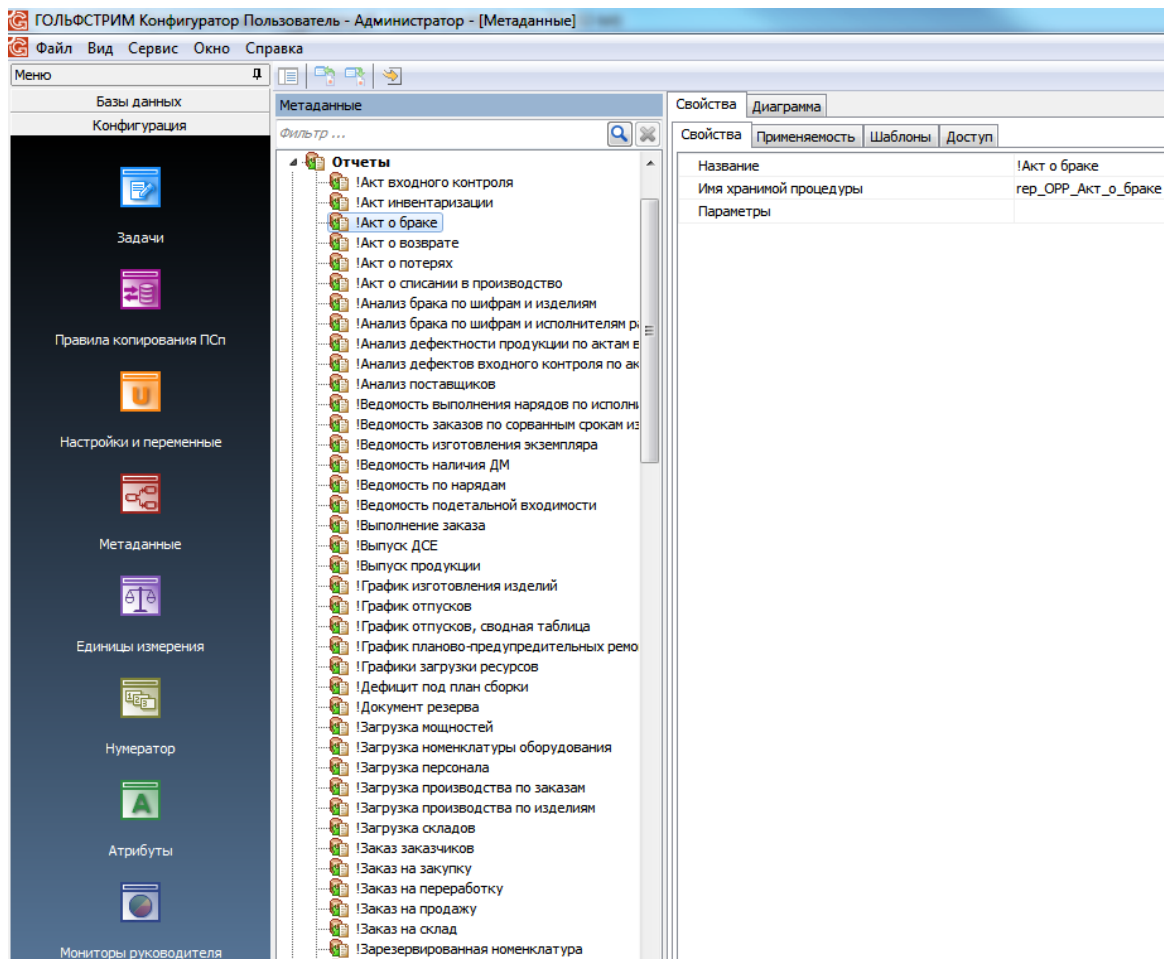 ГОЛЬФСТРИМ Конфигуратор Пользователь - Администратор - [Метаданные]
Файл Вид Сервис Окно Справка
Меню
Базы данных
Конфигурация
Задачи
Правила копирования ПСп
Настройки и переменные
Метаданные
Единицы измерения
Нумератор
Атрибуты
Мониторы руководителя
Метаданные
Фильтр ...
Отчеты
!Акт входного контроля
!Акт инвентаризации
!Акт о браке
!Акт о возврате
!Акт о потерях
!Акт о списании в производство
!Анализ брака по шифрам и изделиям
!Анализ брака по шифрам и исполнителям
!Анализ дефектности продукции по актам
!Анализ дефектов входного контроля по
!Анализ поставщиков
!Ведомость выполнения нарядов по
!Ведомость заказов по сорванным срокам
!Ведомость изготовления экземпляра
!Ведомость наличия ДМ
!Ведомость по нарядам
!Ведомость подетальной входимости
!Выполнение заказа
!Выпуск ДСЕ
!Выпуск продукции
!График изготовления изделий
!График отпусков
!График отпусков, сводная таблица
!График планово-предупредительных ремо
!Графики загрузки ресурсов
!Дефицит под план сборки
!Документ резерва
!Загрузка мощностей
!Загрузка номенклатуры оборудования
!Загрузка персонала
!Загрузка производства по заказам
!Загрузка производства по изделиям
!Загрузка складов
!Заказ заказчиков
!Заказ на закупку
!Заказ на переработку
!Заказ на продажу
!Заказ на склад
!Зарезервированная номенклатура
Свойства Диаграмма
Свойства Применяемость Шаблоны Доступ
Название !Акт о браке
Имя хранимой процедуры rep_ОРР_Акт_о_браке
Параметры